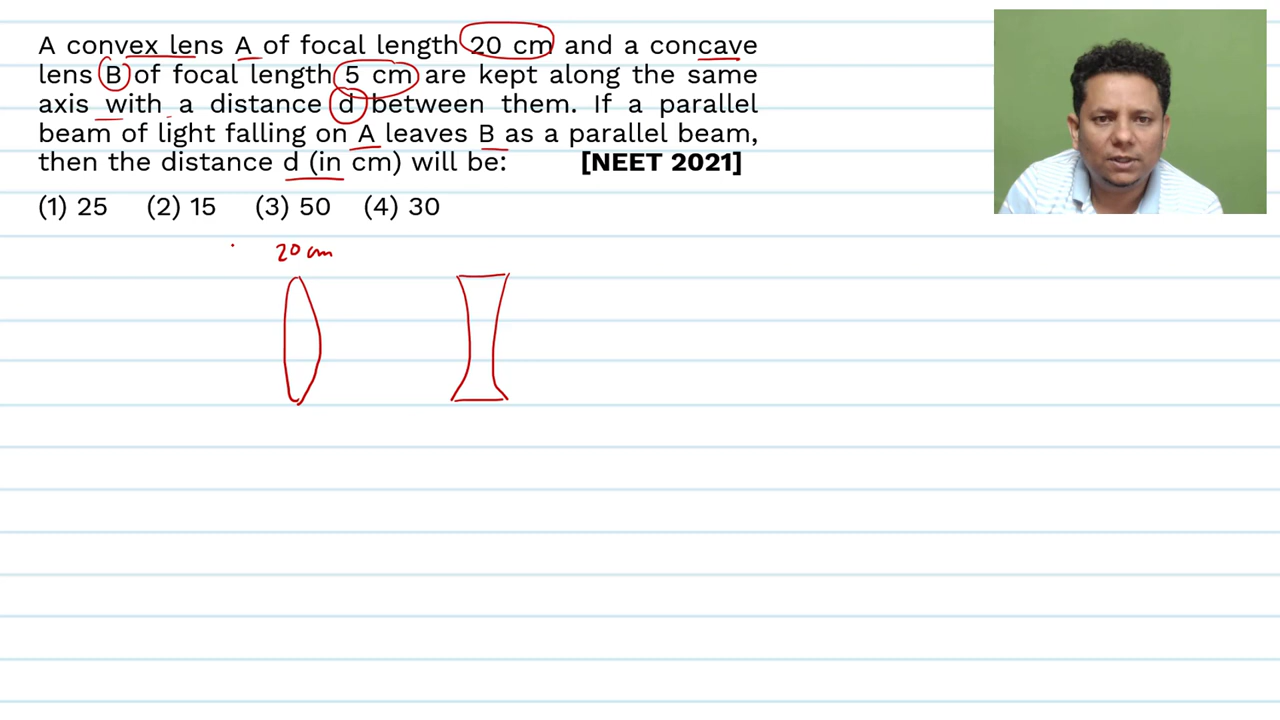 A convex lens A of focal length 20 cm and a concave
lens B of focal length 5 cm are kept along the same
axis with a distance d between them. If a parallel
beam of light falling on A leaves B as a parallel beam,
then the distance d (in cm) will be: [NEET 2021]
(1) 25 (2) 15 (3) 50 (4) 30
20 cm